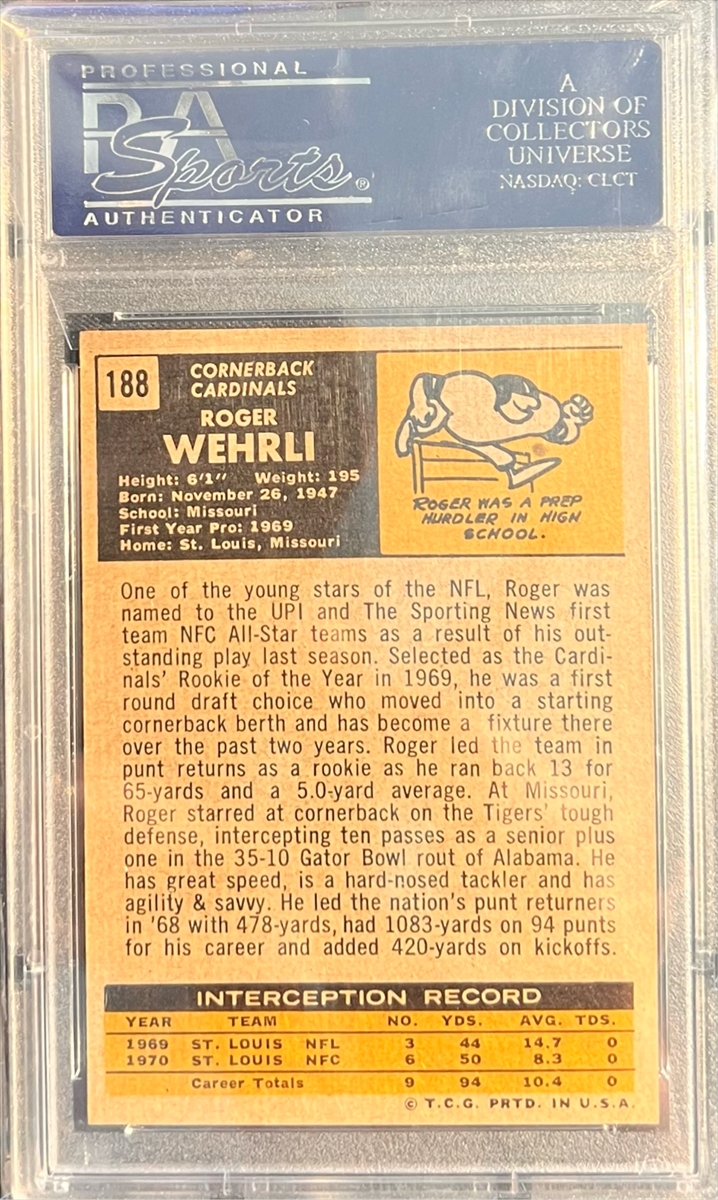 PROFESSIONAL
PSA
Sports®
AUTHENTICATOR
A
DIVISION OF
COLLECTORS
UNIVERSE
NASDAQ: CLCT
188
CORNERBACK
CARDINALS
ROGER
WEHRLI
Height: 6'1" Weight: 195
Born: November 26, 1947
School: Missouri
First Year Pro: 1969
Home: St. Louis, Missouri
ROGER WAS A PREP
HURDLER IN HIGH
SCHOOL.
One of the young stars of the NFL, Roger was
named to the UPI and The Sporting News first
team NFC All-Star teams as a result of his out-
standing play last season. Selected as the Cardi-
nals' Rookie of the Year in 1969, he was a first
round draft choice who moved into a starting
cornerback berth and has become a fixture there
over the past two years. Roger led the team in
punt returns as a rookie as he ran back 13 for
65-yards and a 5.0-yard average. At Missouri,
Roger starred at cornerback on the Tigers' tough
defense, intercepting ten passes as a senior plus
one in the 35-10 Gator Bowl rout of Alabama. He
has great speed, is a hard-nosed tackler and has
agility & savvy. He led the nation's punt returners
in '68 with 478-yards, had 1083-yards on 94 punts
for his career and added 420-yards on kickoffs.
INTERCEPTION RECORD
YEAR TEAM NO. YDS. AVG. TDS.
1969 ST. LOUIS NFL 3 44 14.7 0
1970 ST. LOUIS NFC 6 50 8.3 0
Career Totals 9 94 10.4 0
© T.C.G. PRTD. IN U.S.A.